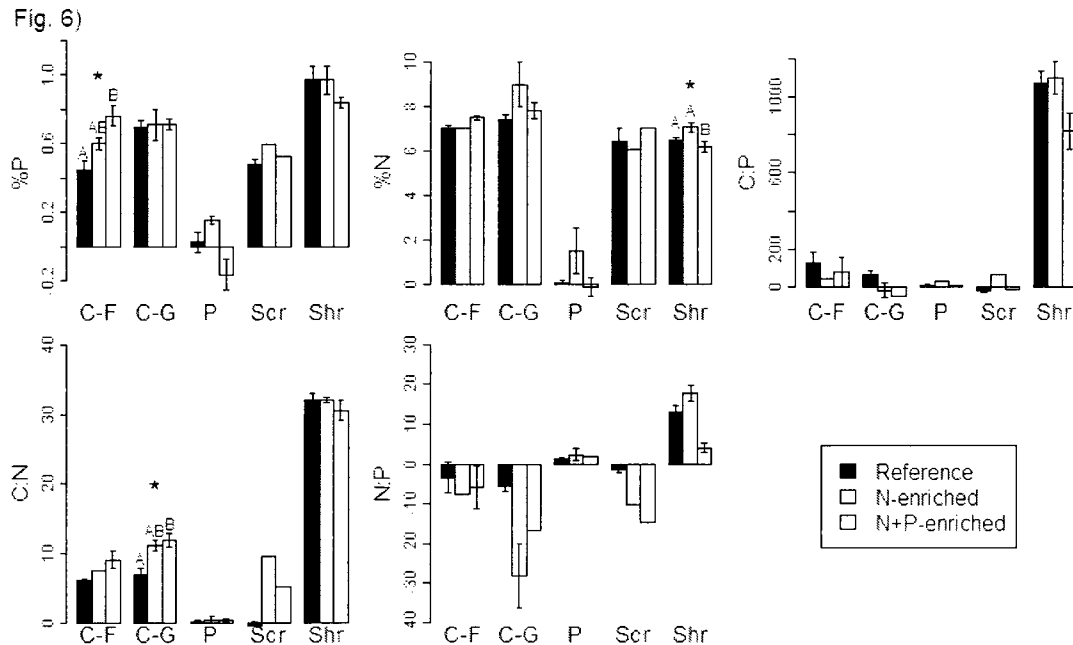 Fig. 6)
%P
-0.2
0.2
0.6
1.0
*
A
AB
B
C-F C-G P Scr Shr
%N
0
2
4
6
8
10
*
A A B
C-F C-G P Scr Shr
C:P
0
200
600
1000
C-F C-G P Scr Shr
C:N
0
10
20
30
40
*
A
AB
B
C-F C-G P Scr Shr
N:P
40
-30
20
10
0
10
20
30
C-F C-G P Scr Shr
Reference
N-enriched
N+P-enriched